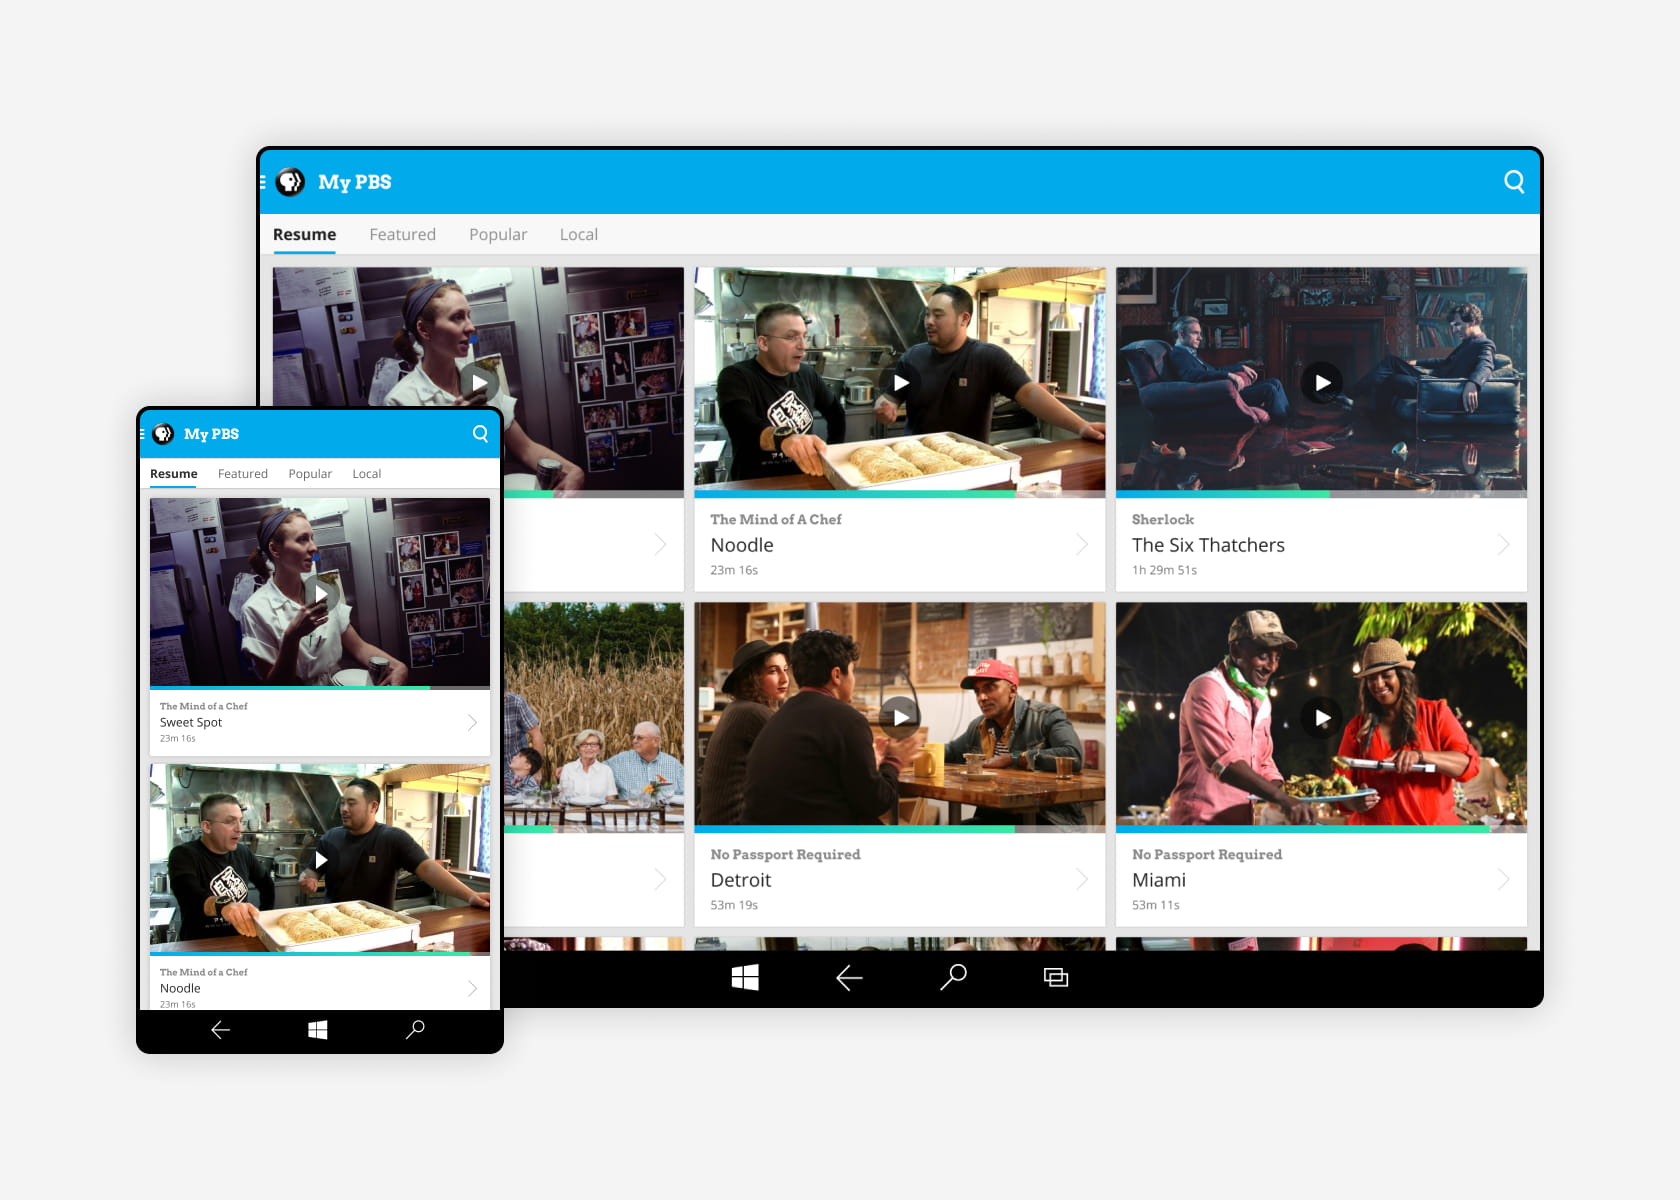 My PBS
Resume Featured Popular Local
The Mind of A Chef
Noodle
23m 16s
Sherlock
The Six Thatchers
1h 29m 51s
No Passport Required
Detroit
53m 19s
No Passport Required
Miami
53m 11s
My PBS
Resume Featured Popular Local
The Mind of a Chef
Sweet Spot
23m 16s
The Mind of a Chef
Noodle
23m 16s